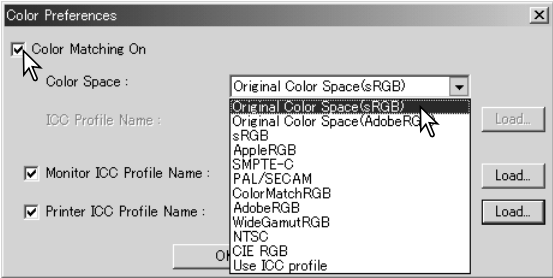 Color Preferences
Color Matching On
Color Space :
Original Color Space(sRGB)
Original Color Space(sRGB)
Original Color Space(AdobeRG
ICC Profile Name :
Load...
sRGB
AppleRGB
SMPTE-C
Monitor ICC Profile Name :
Load...
PAL/SECAM
ColorMatchRGB
Printer ICC Profile Name :
Load...
AdobeRGB
WideGamutRGB
NTSC
CIE RGB
Use ICC profile